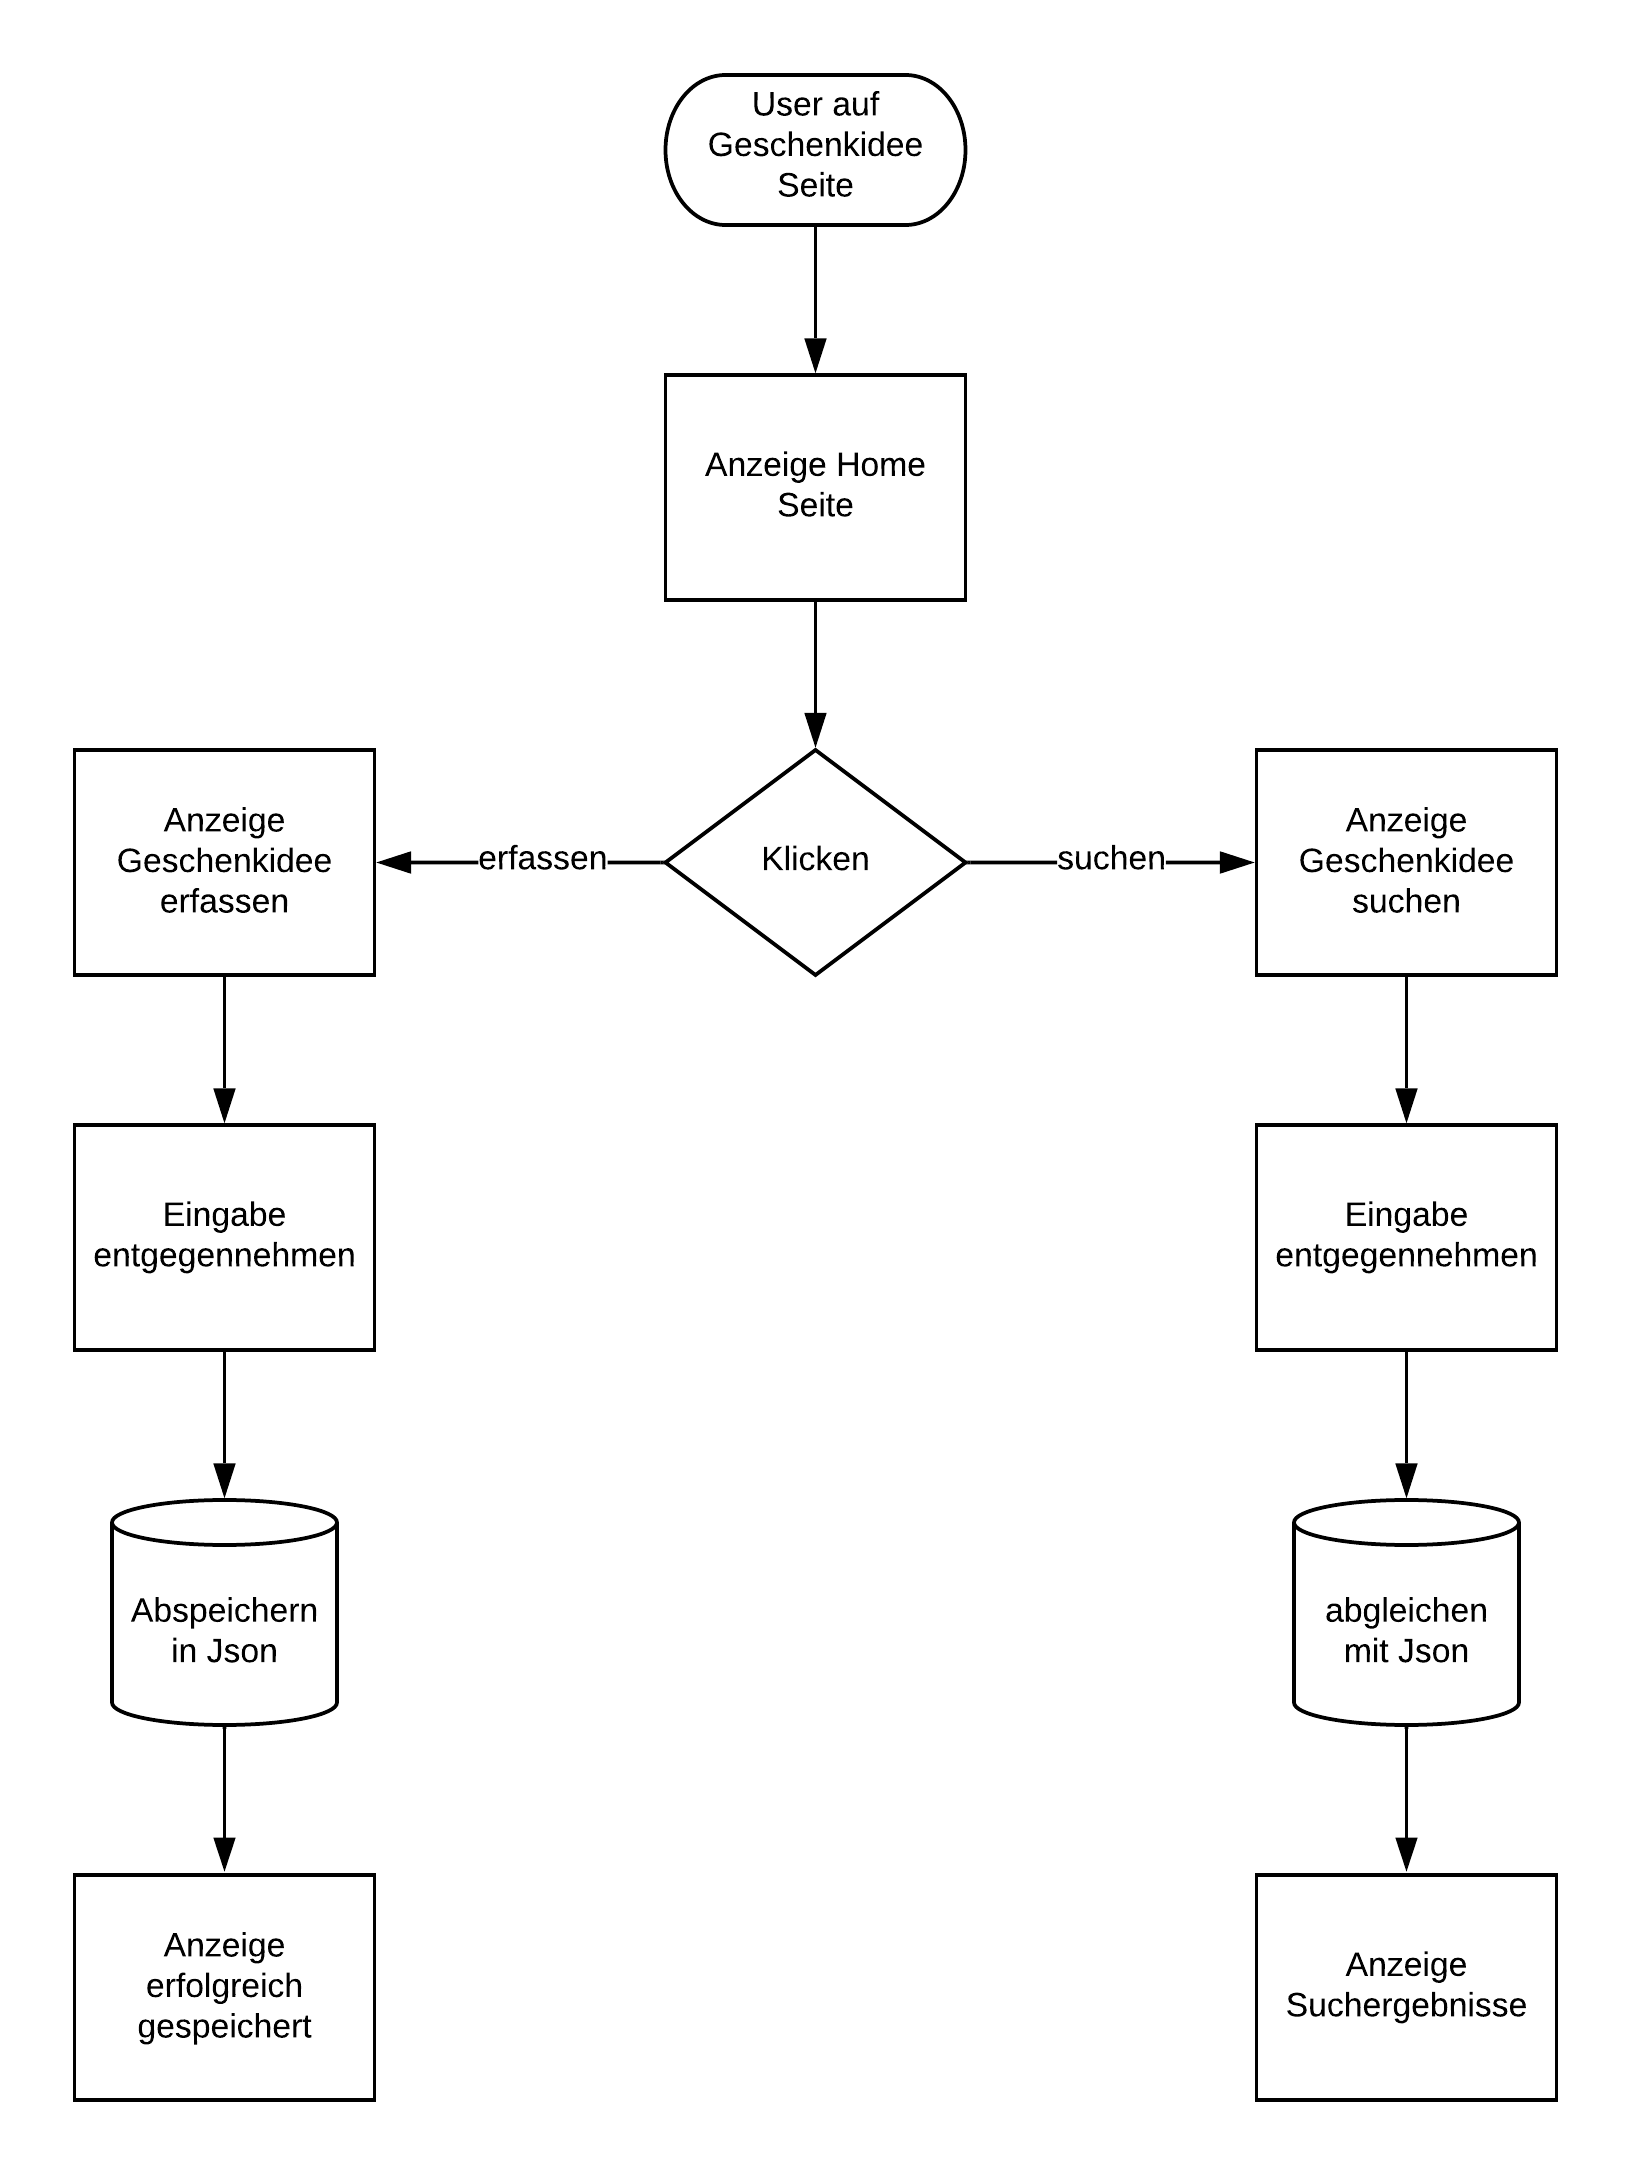 User auf
Geschenkidee
Seite
Anzeige Home
Seite
Anzeige
Geschenkidee
erfassen
erfassen
Klicken
suchen
Anzeige
Geschenkidee
suchen
Eingabe
entgegennehmen
Eingabe
entgegennehmen
Abspeichern
in Json
abgleichen
mit Json
Anzeige
erfolgreich
gespeichert
Anzeige
Suchergebnisse